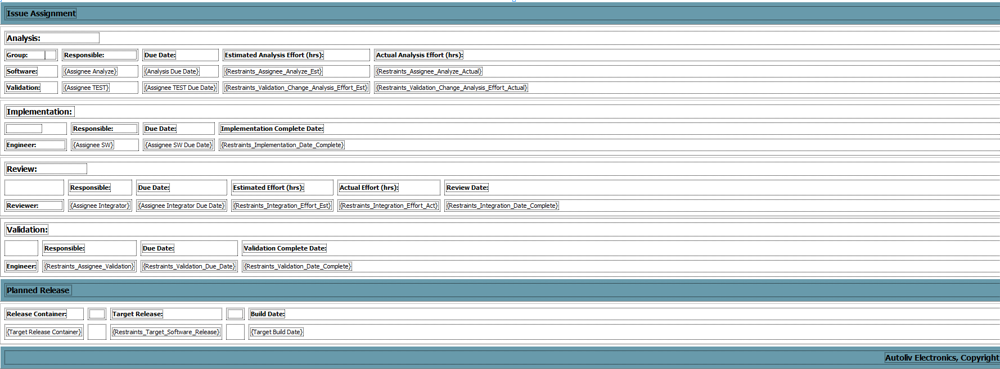 Issue Assignment
Analysis:
Group: Responsible: Due Date: Estimated Analysis Effort (hrs): Actual Analysis Effort (hrs):
Software: {Assignee Analyze} {Analysis Due Date} {Restraints_Assignee_Analyze_Est} {Restraints_Assignee_Analyze_Actual}
Validation: {Assignee TEST} {Assignee TEST Due Date} {Restraints_Validation_Change_Analysis_Effort_Est} {Restraints_Validation_Change_Analysis_Effort_Actual}
Implementation:
Responsible: Due Date: Implementation Complete Date:
Engineer: {Assignee SW} {Assignee SW Due Date} {Restraints_Implementation_Date_Complete}
Review:
Responsible: Due Date: Estimated Effort (hrs): Actual Effort (hrs): Review Date:
Reviewer: {Assignee Integrator} {Assignee Integrator Due Date} {Restraints_Integration_Effort_Est} {Restraints_Integration_Effort_Act} {Restraints_Integration_Date_Complete}
Validation:
Responsible: Due Date: Validation Complete Date:
Engineer: {Restraints_Assignee_Validation} {Restraints_Validation_Due_Date} {Restraints_Validation_Date_Complete}
Planned Release
Release Container: Target Release: Build Date:
{Target Release Container} {Restraints_Target_Software_Release} {Target Build Date}
Autoliv Electronics, Copyright